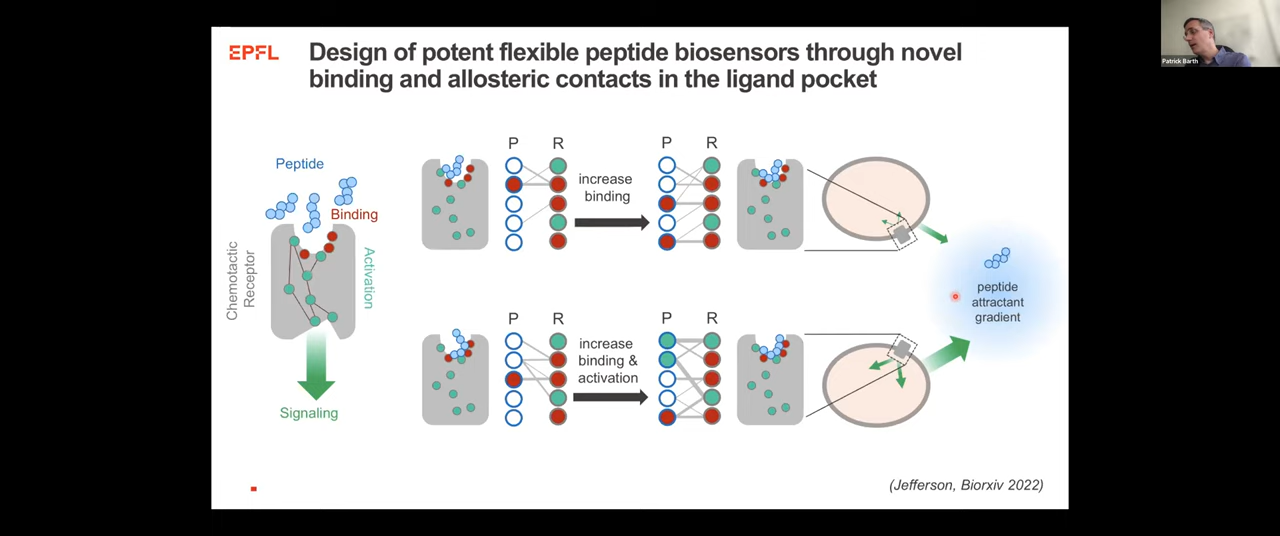 EPFL
Design of potent flexible peptide biosensors through novel
binding and allosteric contacts in the ligand pocket
Patrick Barth
Peptide
Binding
Chemotactic
Receptor
Activation
Signaling
P R
increase
binding
P R
P R
increase
binding &
activation
P R
peptide
attractant
gradient
(Jefferson, Biorxiv 2022)